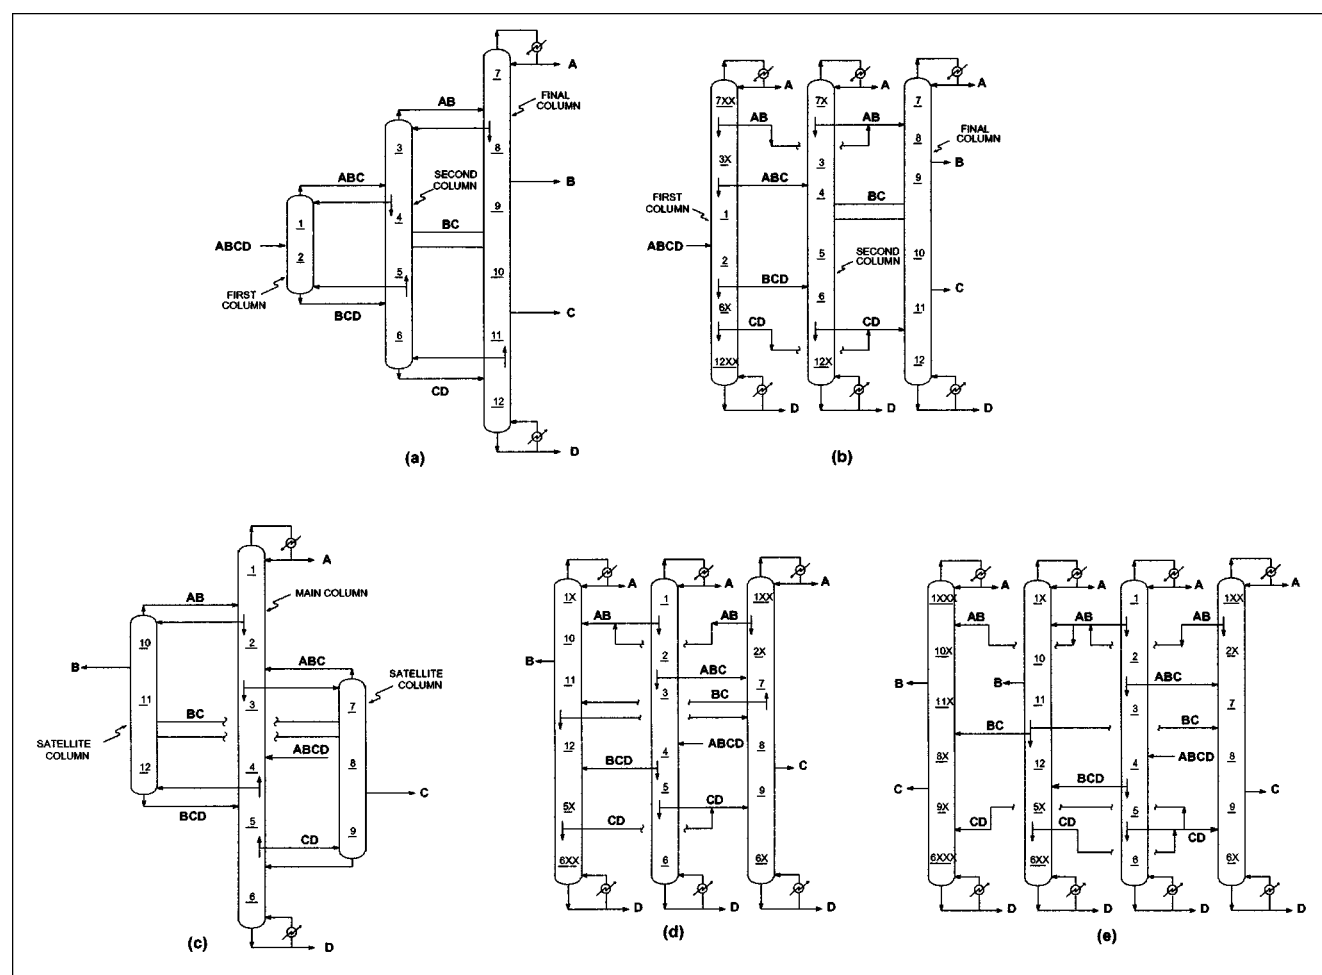 7
A
AB
FINAL
COLUMN
3
8
ABC
SECOND
COLUMN
B
1
4
BC
9
ABCD
2
5
10
FIRST
COLUMN
BCD
C
6
11
CD
12
D
(a)
A
A
A
7XX
7X
7
AB
AB
8
FINAL
COLUMN
3X
3
B
ABC
4
9
FIRST
COLUMN
1
BC
ABCD
2
5
SECOND
COLUMN
10
BCD
6
C
6X
CD
CD
11
12XX
12X
12
D
D
D
(b)
A
1
MAIN COLUMN
AB
10
2
B
ABC
SATELLITE
COLUMN
11
3
7
BC
SATELLITE
COLUMN
ABCD
12
4
8
C
BCD
5
CD
9
6
D
(c)
A
A
A
1X
1
1XX
AB
AB
10
2
2X
B
ABC
11
3
7
BC
12
4
ABCD
8
BCD
C
5X
5
9
CD
CD
6XX
6
6X
D
D
D
(d)
A
A
A
A
1XXX
1X
1
1XX
AB
AB
AB
10X
10
2
2X
B
B
ABC
11X
11
3
7
BC
BC
8X
12
4
ABCD
8
BCD
C
C
9X
5X
5
9
CD
CD
CD
6XXX
6XX
6
6X
D
D
D
D
(e)